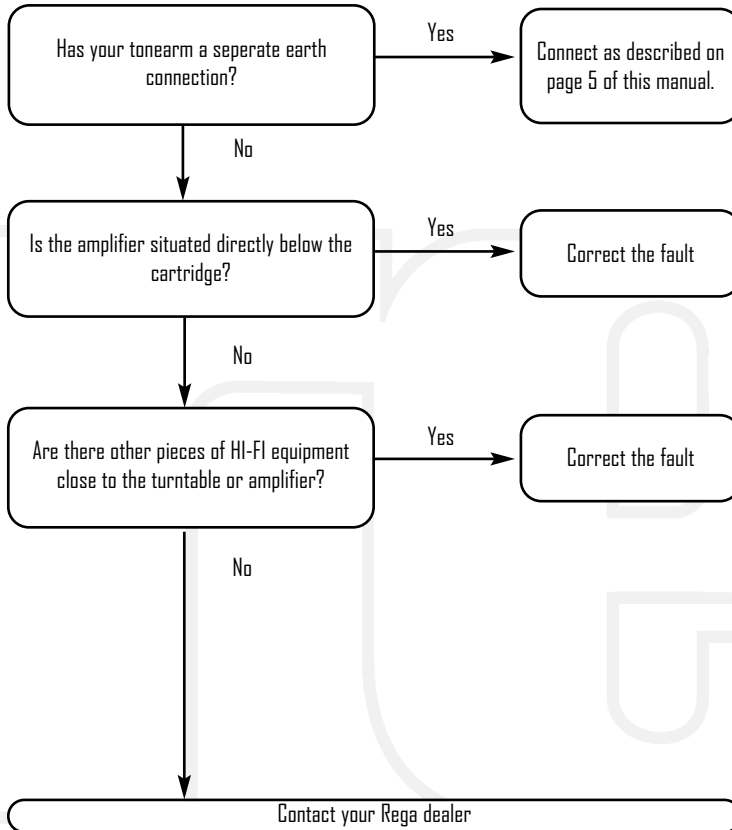 Has your tonearm a seperate earth
connection?
Yes
Connect as described on
page 5 of this manual.
No
Is the amplifier situated directly below the
cartridge?
Yes
Correct the fault
No
Are there other pieces of HI-FI equipment
close to the turntable or amplifier?
Yes
Correct the fault
No
Contact your Rega dealer